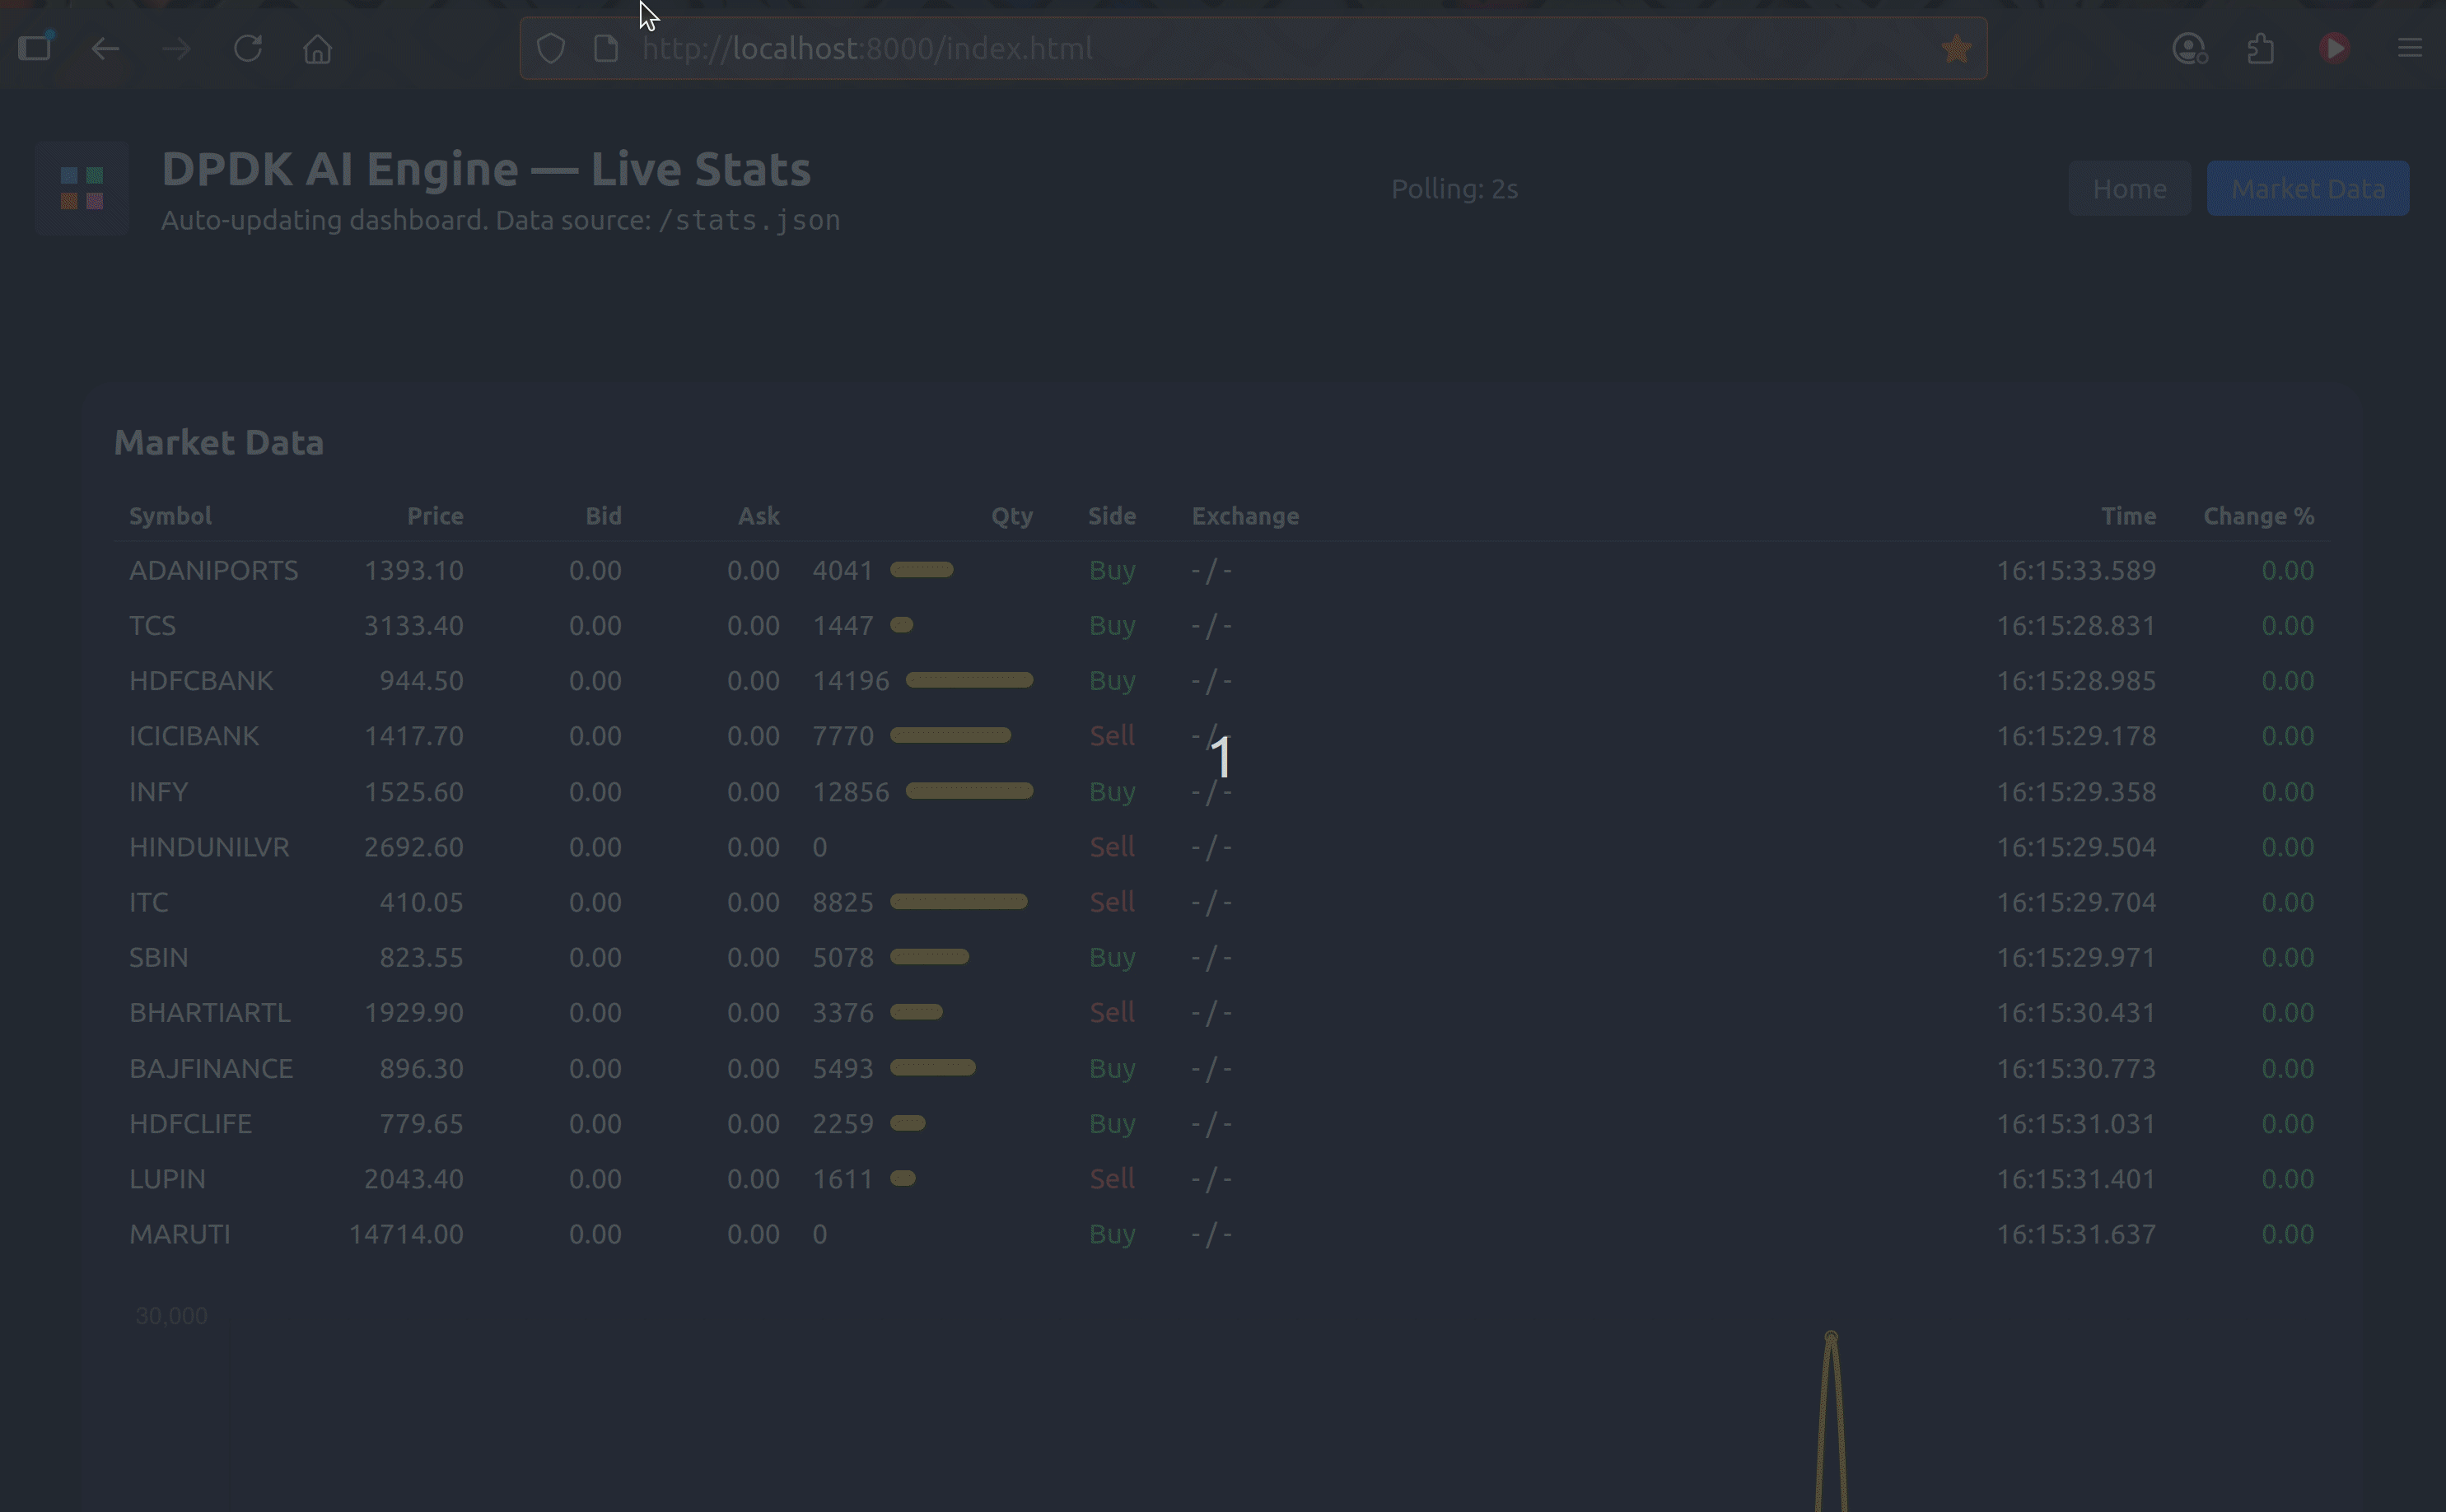 http://localhost:8000/index.html
DPDK AI Engine — Live Stats
Auto-updating dashboard. Data source: /stats.json
Polling: 2s
Home
Market Data
Market Data
Symbol Price Bid Ask Qty Side Exchange Time Change %
ADANIPORTS 1393.10 0.00 0.00 4041 Buy -/- 16:15:33.589 0.00
TCS 3133.40 0.00 0.00 1447 Buy -/- 16:15:28.831 0.00
HDFCBANK 944.50 0.00 0.00 14196 Buy -/- 16:15:28.985 0.00
ICICIBANK 1417.70 0.00 0.00 7770 Sell -/- 16:15:29.178 0.00
1
INFY 1525.60 0.00 0.00 12856 Buy -/- 16:15:29.358 0.00
HINDUNILVR 2692.60 0.00 0.00 0 Sell -/- 16:15:29.504 0.00
ITC 410.05 0.00 0.00 8825 Sell -/- 16:15:29.704 0.00
SBIN 823.55 0.00 0.00 5078 Buy -/- 16:15:29.971 0.00
BHARTIARTL 1929.90 0.00 0.00 3376 Sell -/- 16:15:30.431 0.00
BAJFINANCE 896.30 0.00 0.00 5493 Buy -/- 16:15:30.773 0.00
HDFCLIFE 779.65 0.00 0.00 2259 Buy -/- 16:15:31.031 0.00
LUPIN 2043.40 0.00 0.00 1611 Sell -/- 16:15:31.401 0.00
MARUTI 14714.00 0.00 0.00 0 Buy -/- 16:15:31.637 0.00
30,000